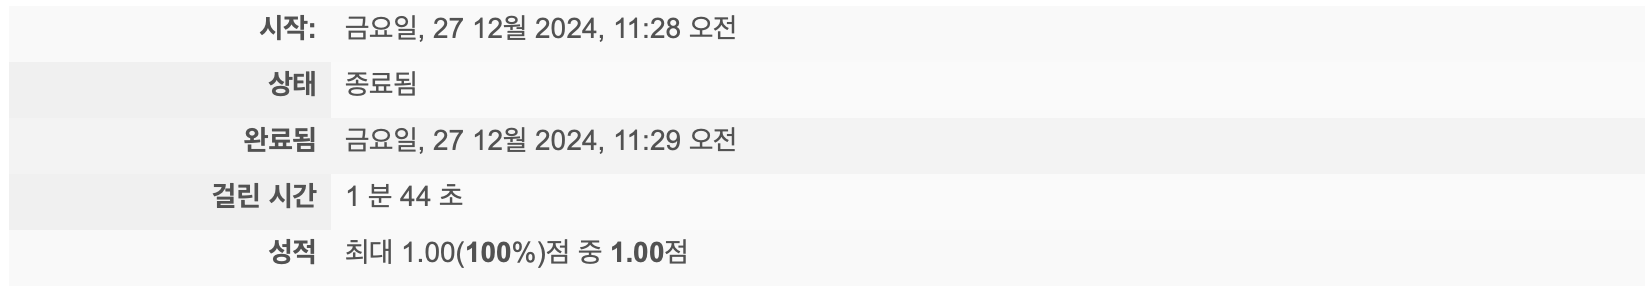 시작: 금요일, 27 12월 2024, 11:28 오전
상태 종료됨
완료됨 금요일, 27 12월 2024, 11:29 오전
걸린 시간 1 분 44 초
성적 최대 1.00(100%)점 중 1.00점